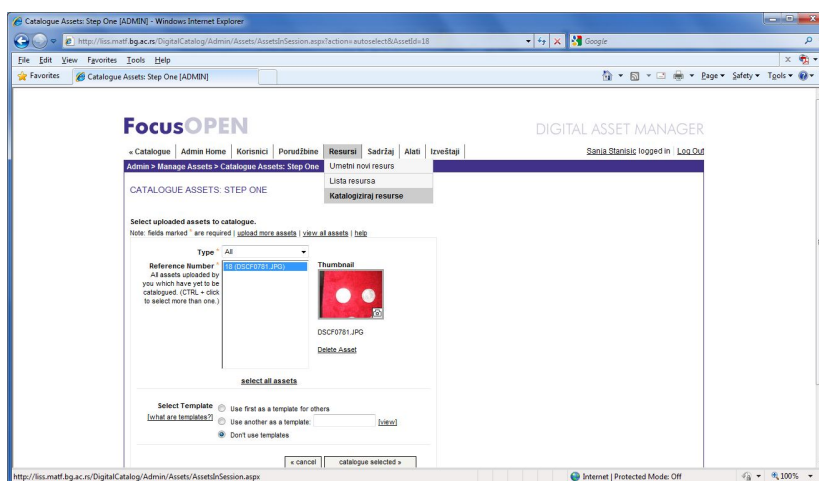 Catalogue Assets: Step One [ADMIN] - Windows Internet Explorer
http://liss.matf.bg.ac.rs/DigitalCatalog/Admin/Assets/AssetsInSession.aspx?action=autoselect&AssetId=18
Google
File Edit View Favorites Tools Help
Favorites Catalogue Assets: Step One [ADMIN] Page Safety Tools
FocusOPEN DIGITAL ASSET MANAGER
« Catalogue Admin Home Korisnici Porudžbine Resursi Sadržaj Alati Izveštaji Sanja Stanisic logged in Log Out
Admin > Manage Assets > Catalogue Assets: Step One Umetni novi resurs
Lista resursa
CATALOGUE ASSETS: STEP ONE Katalogiziraj resurse
Select uploaded assets to catalogue.
Note: fields marked * are required | upload more assets | view all assets | help
Type * All
Reference Number * 18 (DSCF0781.JPG) Thumbnail
All assets uploaded by
you which have yet to be
catalogued. (CTRL + click
to select more than one.)
DSCF0781.JPG
Delete Asset
select all assets
Select Template Use first as a template for others
[what are templates?] Use another as a template: [view]
Don't use templates
« cancel catalogue selected »
http://liss.matf.bg.ac.rs/DigitalCatalog/Admin/Assets/AssetsInSession.aspx Internet | Protected Mode: Off 100%